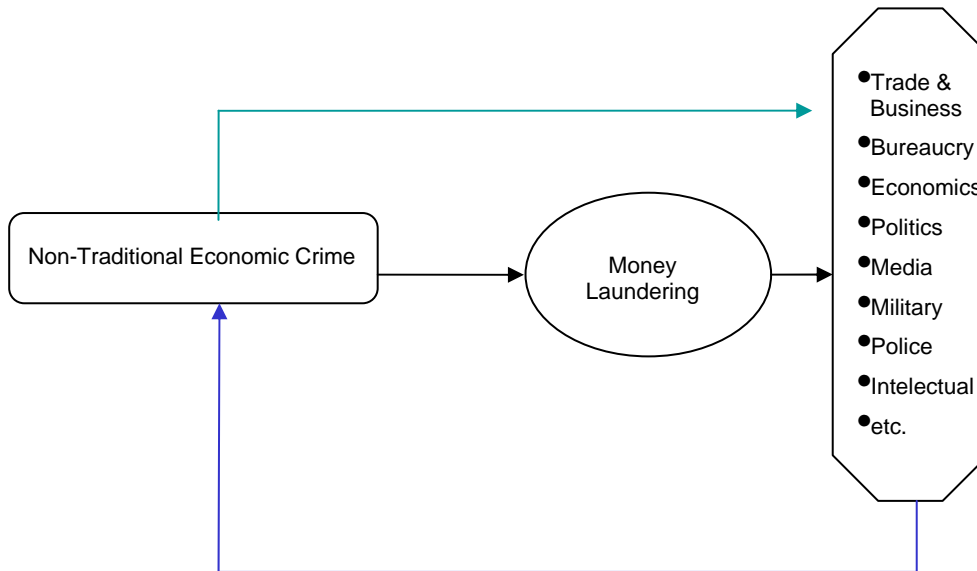 Non-Traditional Economic Crime
Money
Laundering
●Trade &
Business
●Bureaucry
●Economics
●Politics
●Media
●Military
●Police
●Intelectual
●etc.